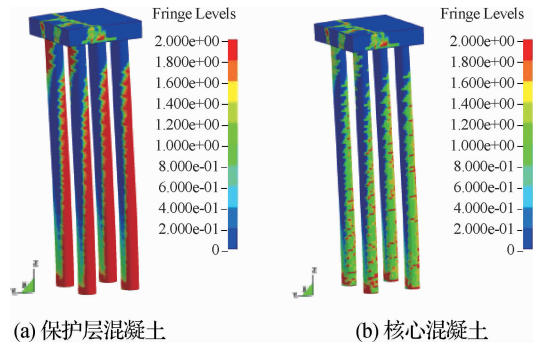 Fringe Levels
2.000e+00
1.800e+00
1.600e+00
1.400e+00
1.200e+00
1.000e+00
8.000e-01
6.000e-01
4.000e-01
2.000e-01
0
(a) 保护层混凝土
Fringe Levels
2.000e+00
1.800e+00
1.600e+00
1.400e+00
1.200e+00
1.000e+00
8.000e-01
6.000e-01
4.000e-01
2.000e-01
0
(b) 核心混凝土